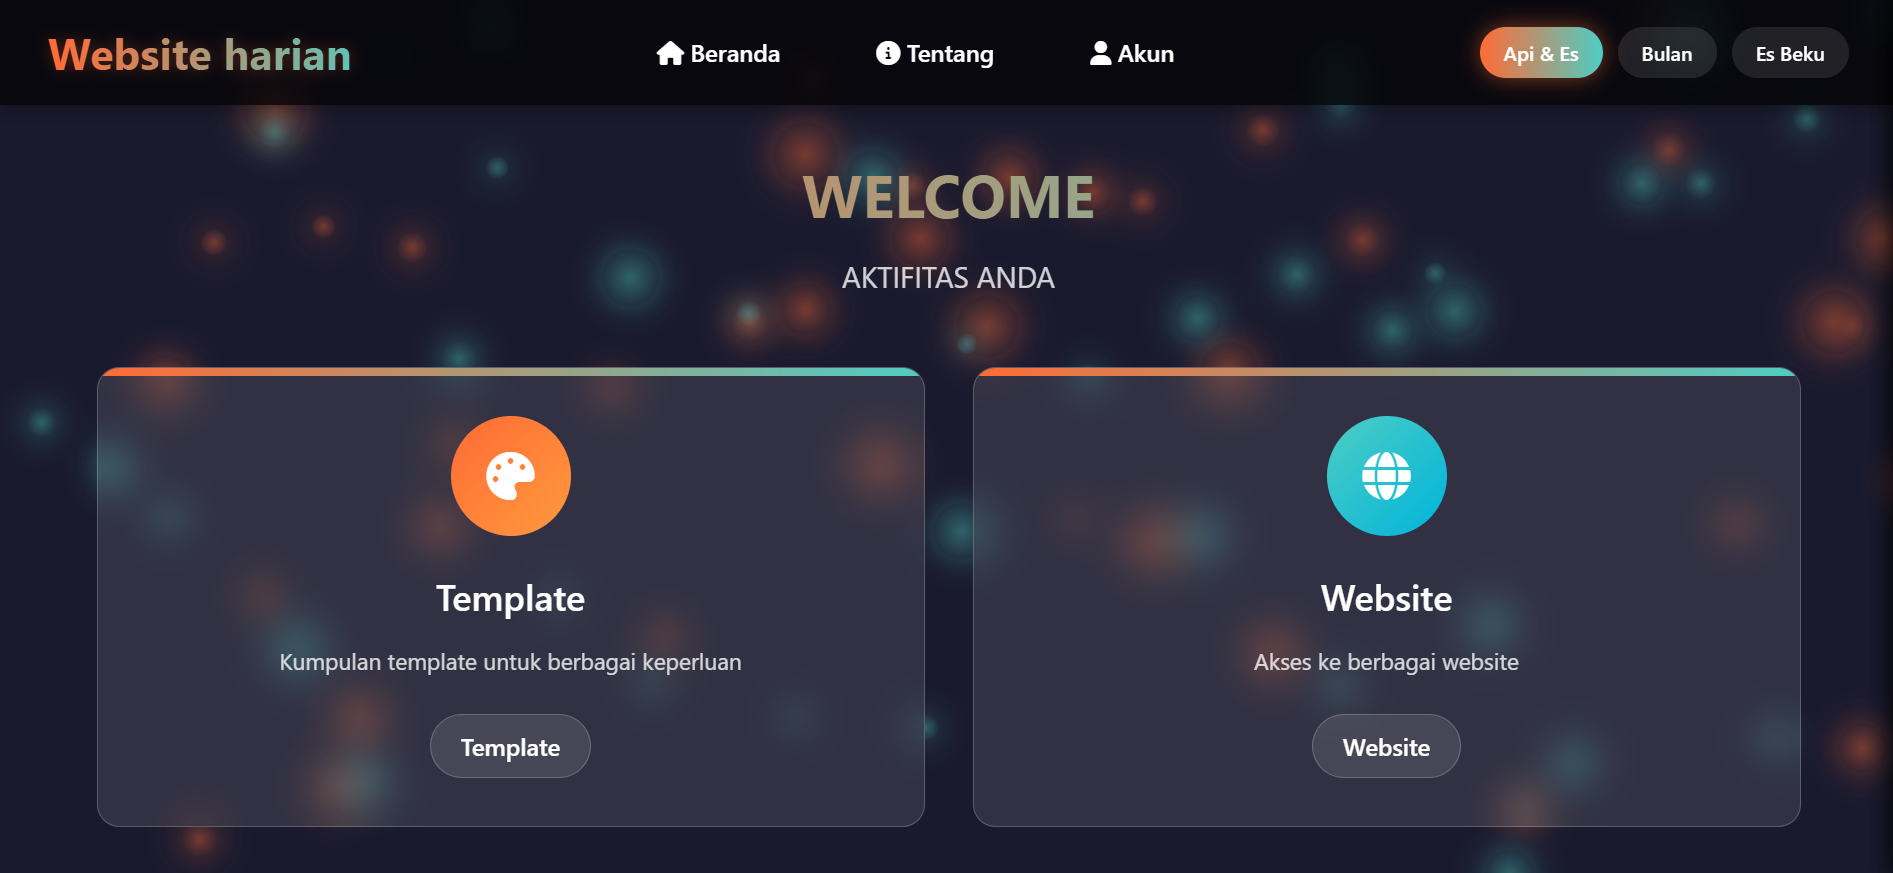 Website harian
Beranda
Tentang
Akun
Api & Es
Bulan
Es Beku
WELCOME
AKTIFITAS ANDA
Template
Kumpulan template untuk berbagai keperluan
Template
Website
Akses ke berbagai website
Website